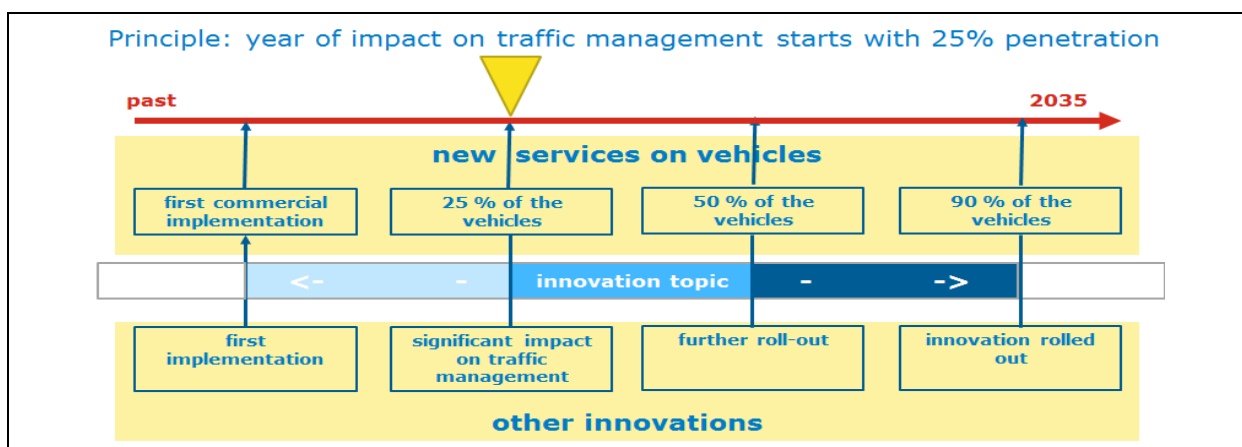 Principle: year of impact on traffic management starts with 25% penetration
past
2035
new services on vehicles
first commercial
implementation
25 % of the
vehicles
50 % of the
vehicles
90 % of the
vehicles
<- - innovation topic - ->
first
implementation
significant impact
on traffic
management
further roll-out
innovation rolled
out
other innovations